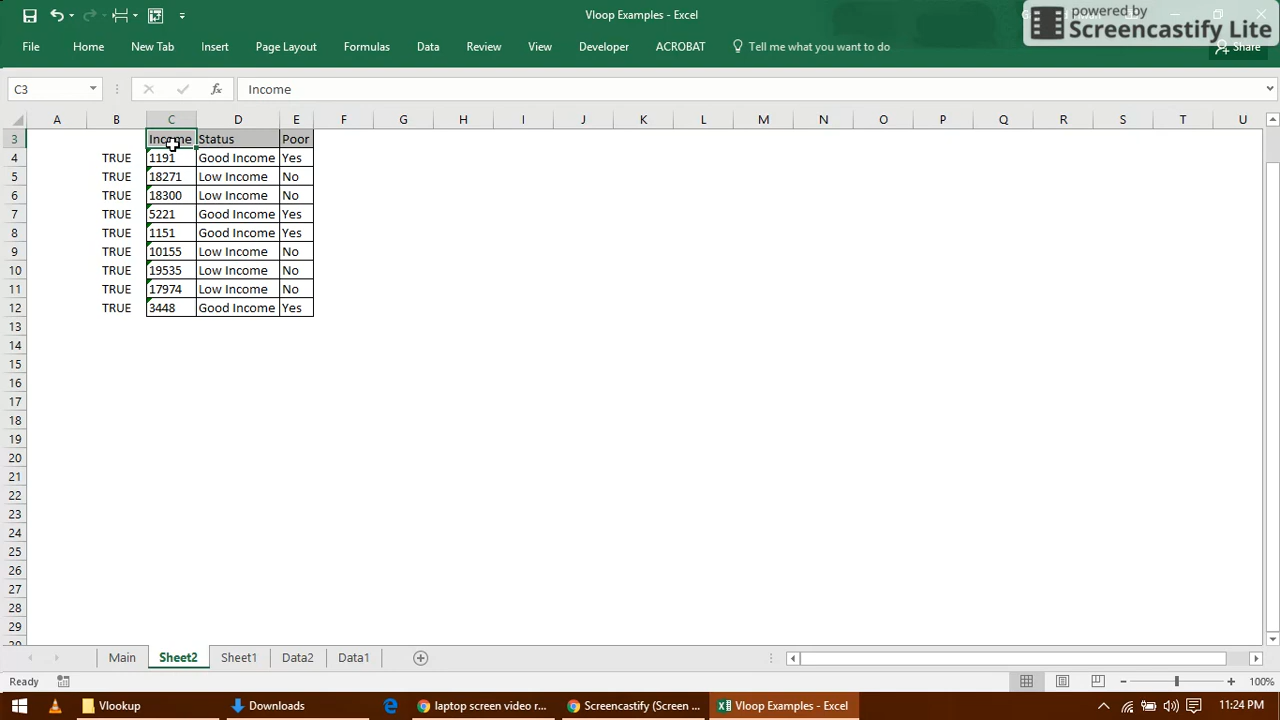 Vloop Examples - Excel
powered by
Screencastify Lite
File Home New Tab Insert Page Layout Formulas Data Review View Developer ACROBAT Tell me what you want to do Share
C3 fx Income
A B C D E F G H I J K L M N O P Q R S T U
3 Income Status Poor
4 TRUE 1191 Good Income Yes
5 TRUE 18271 Low Income No
6 TRUE 18300 Low Income No
7 TRUE 5221 Good Income Yes
8 TRUE 1151 Good Income Yes
9 TRUE 10155 Low Income No
10 TRUE 19535 Low Income No
11 TRUE 17974 Low Income No
12 TRUE 3448 Good Income Yes
13
14
15
16
17
18
19
20
21
22
23
24
25
26
27
28
29
Main Sheet2 Sheet1 Data2 Data1
Ready 100%
Vlookup Downloads laptop screen video r... Screencastify (Screen ... Vloop Examples - Excel 11:24 PM